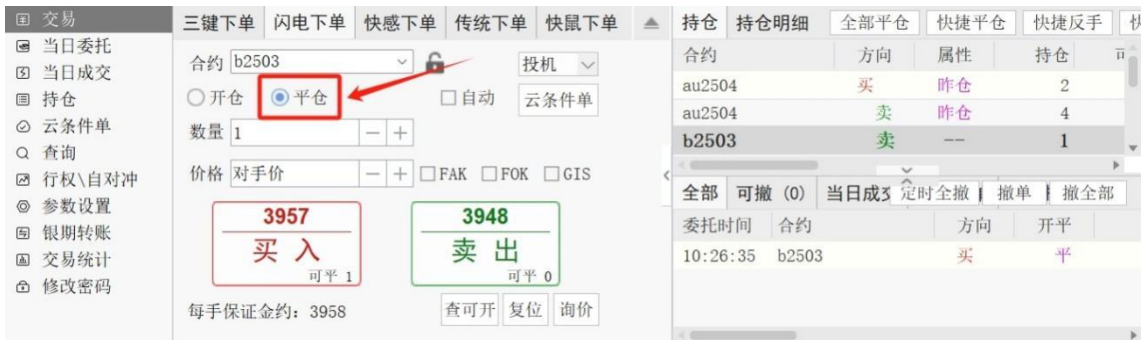 交易
当日委托
当日成交
持仓
云条件单
查询
行权\自对冲
参数设置
银期转账
交易统计
修改密码
三键下单 闪电下单 快感下单 传统下单 快鼠下单
合约 b2503 投机
开仓 平仓 自动 云条件单
数量 1
价格 对手价 FAK FOK GIS
3957 3948
买入 卖出
可平 1 可平 0
每手保证金约: 3958 查可开 复位 询价
持仓 持仓明细 全部平仓 快捷平仓 快捷反手
合约 方向 属性 持仓
au2504 买 昨仓 2
au2504 卖 昨仓 4
b2503 卖 -- 1
全部 可撤 (0) 当日成交 定时全撤 撤单 撤全部
委托时间 合约 方向 开平
10:26:35 b2503 买 平